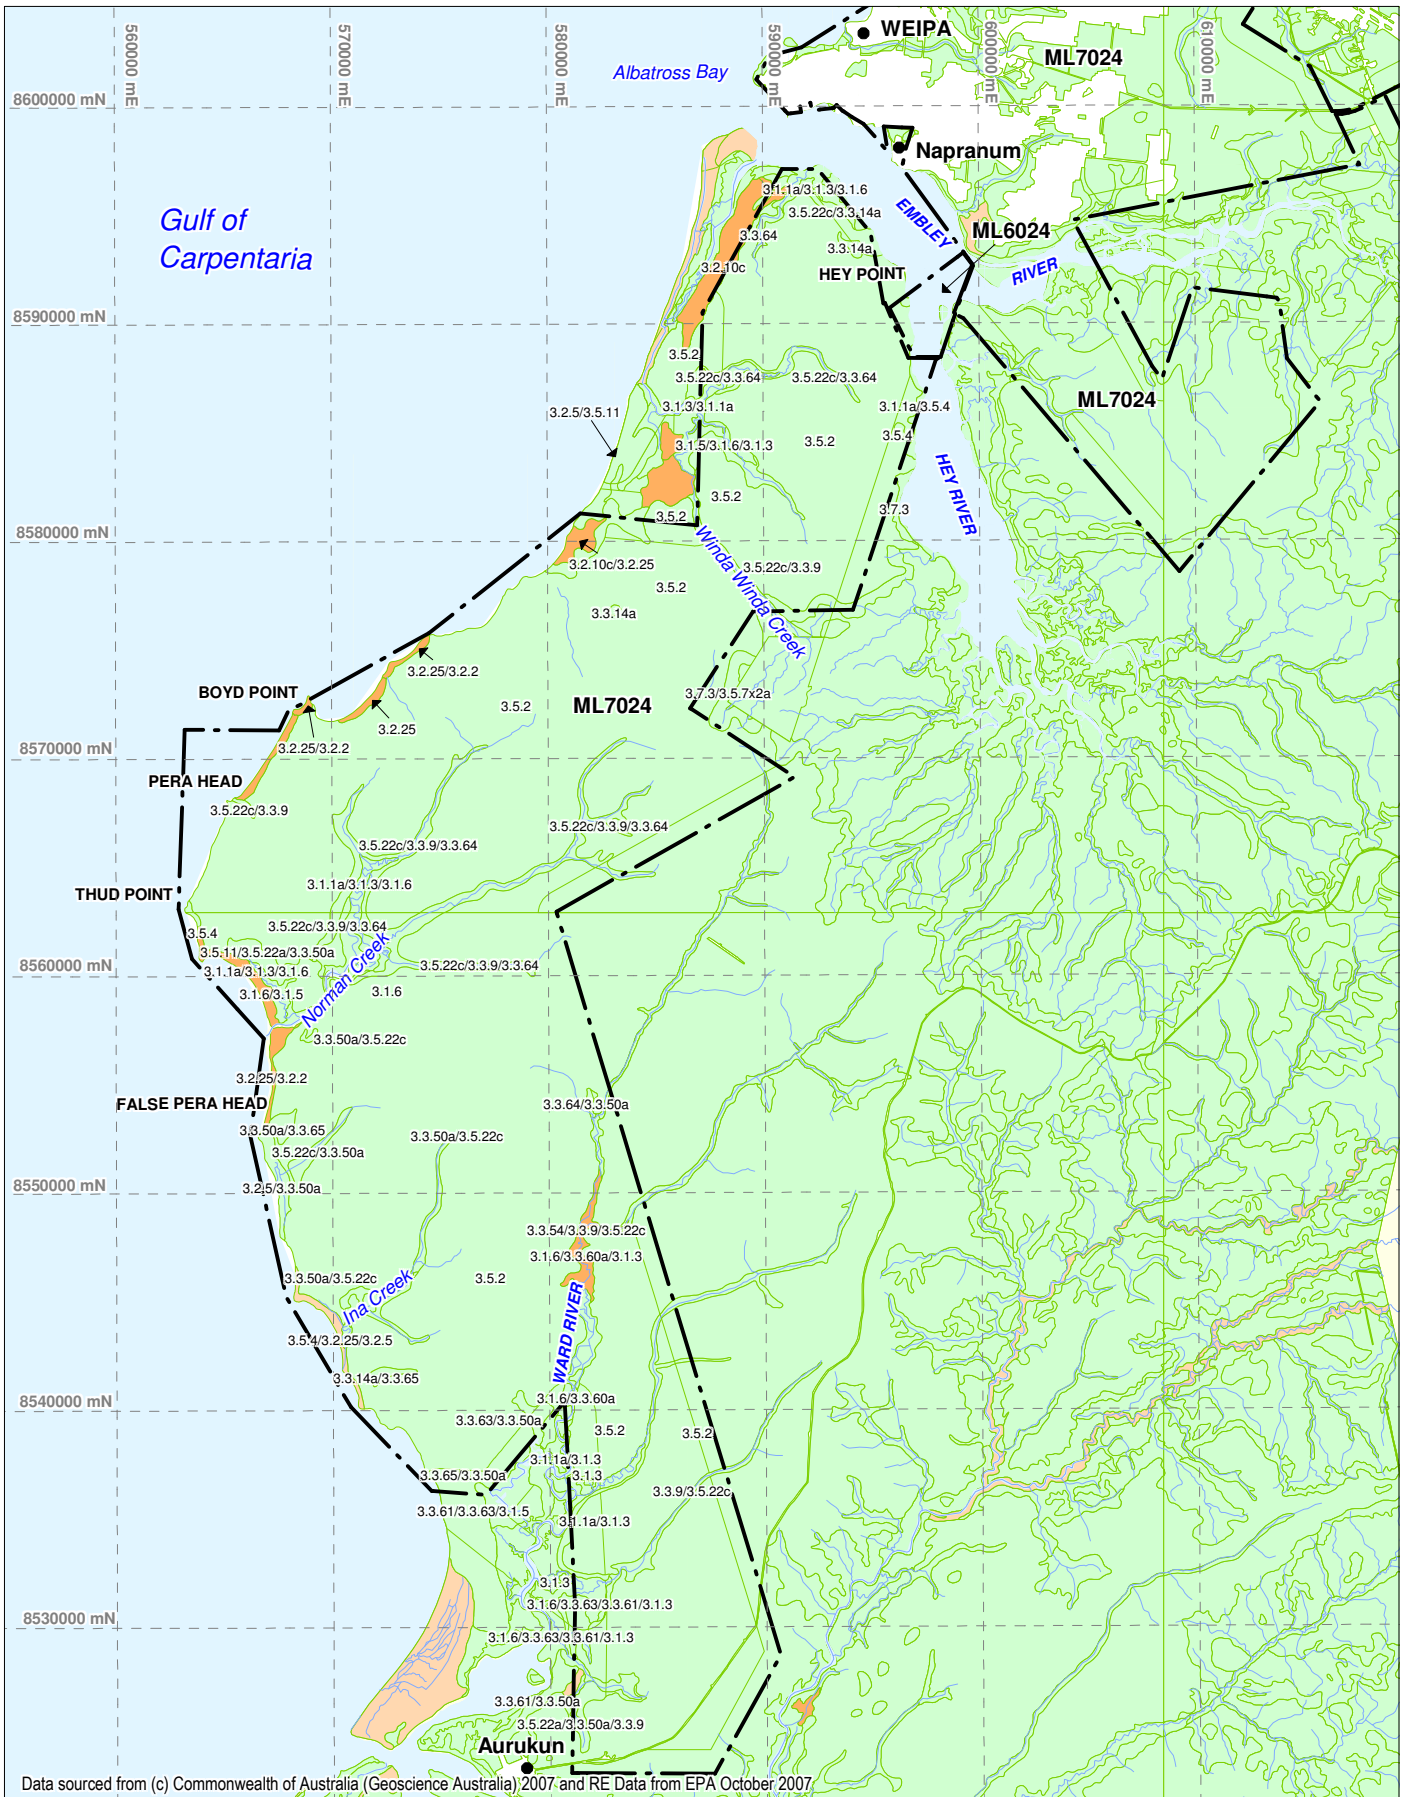 560000 mE
570000 mE
580000 mE
590000 mE
600000 mE
610000 mE
WEIPA
ML7024
Albatross Bay
8600000 mN
Napranum
3.1.1a/3.1.3/3.1.6
3.5.22c/3.3.14a
Gulf of
Carpentaria
EMBLEY
RIVER
ML6024
3.3.64
3.3.14a
3.2.10c
HEY POINT
8590000 mN
3.5.2
3.5.22c/3.3.64
3.5.22c/3.3.64
ML7024
3.1.3/3.1.1a
3.1.1a/3.5.4
3.2.5/3.5.11
3.5.4
3.1.5/3.1.6/3.1.3
3.5.2
HEY RIVER
3.5.2
3.7.3
3.5.2
8580000 mN
Winda Winda Creek
3.2.10c/3.2.25
3.5.22c/3.3.9
3.5.2
3.3.14a
3.2.25/3.2.2
BOYD POINT
3.7.3/3.5.7x2a
3.5.2
ML7024
3.2.25
3.2.25/3.2.2
8570000 mN
PERA HEAD
3.5.22c/3.3.9
3.5.22c/3.3.9/3.3.64
3.5.22c/3.3.9/3.3.64
3.1.1a/3.1.3/3.1.6
THUD POINT
3.5.22c/3.3.9/3.3.64
3.5.4
3.5.11/3.5.22a/3.3.50a
Norman Creek
8560000 mN
3.1.1a/3.1.3/3.1.6
3.5.22c/3.3.9/3.3.64
3.1.6/3.1.5
3.1.6
3.3.50a/3.5.22c
3.2.25/3.2.2
FALSE PERA HEAD
3.3.64/3.3.50a
3.3.50a/3.3.65
3.3.50a/3.5.22c
3.5.22c/3.3.50a
8550000 mN
3.2.5/3.3.50a
3.3.54/3.3.9/3.5.22c
3.1.6/3.3.60a/3.1.3
3.3.50a/3.5.22c
3.5.2
Ina Creek
WARD RIVER
3.5.4/3.2.25/3.2.5
3.3.14a/3.3.65
8540000 mN
3.1.6/3.3.60a
3.3.63/3.3.50a
3.5.2
3.5.2
3.1.1a/3.1.3
3.3.65/3.3.50a
3.1.3
3.3.9/3.5.22c
3.3.61/3.3.63/3.1.5
3.1.1a/3.1.3
3.1.3
3.1.6/3.3.63/3.3.61/3.1.3
8530000 mN
3.1.6/3.3.63/3.3.61/3.1.3
3.3.61/3.3.50a
3.5.22a/3.3.50a/3.3.9
Aurukun
Data sourced from (c) Commonwealth of Australia (Geoscience Australia) 2007 and RE Data from EPA October 2007